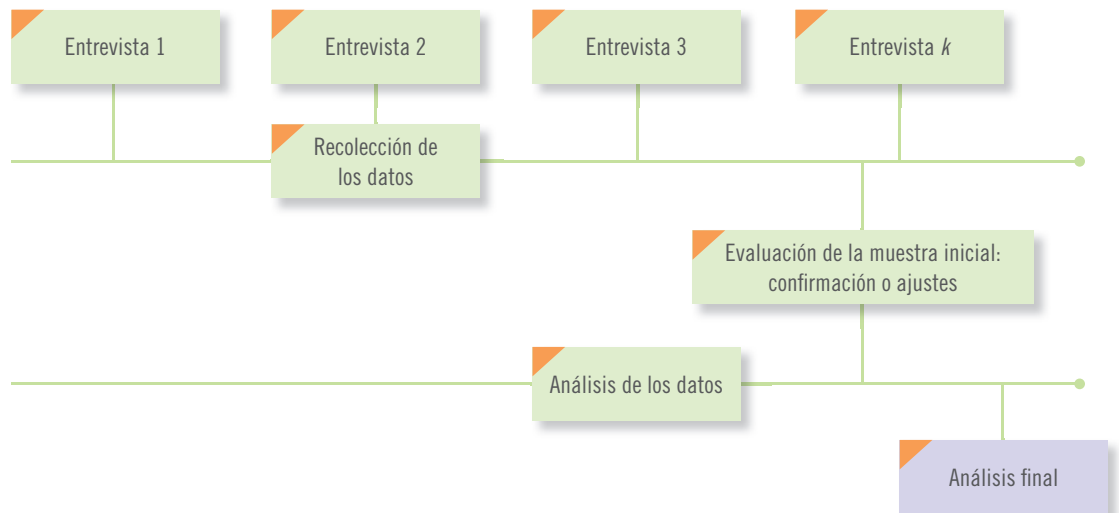 Entrevista 1
Entrevista 2
Entrevista 3
Entrevista k
Recolección de
los datos
Evaluación de la muestra inicial:
confirmación o ajustes
Análisis de los datos
Análisis final